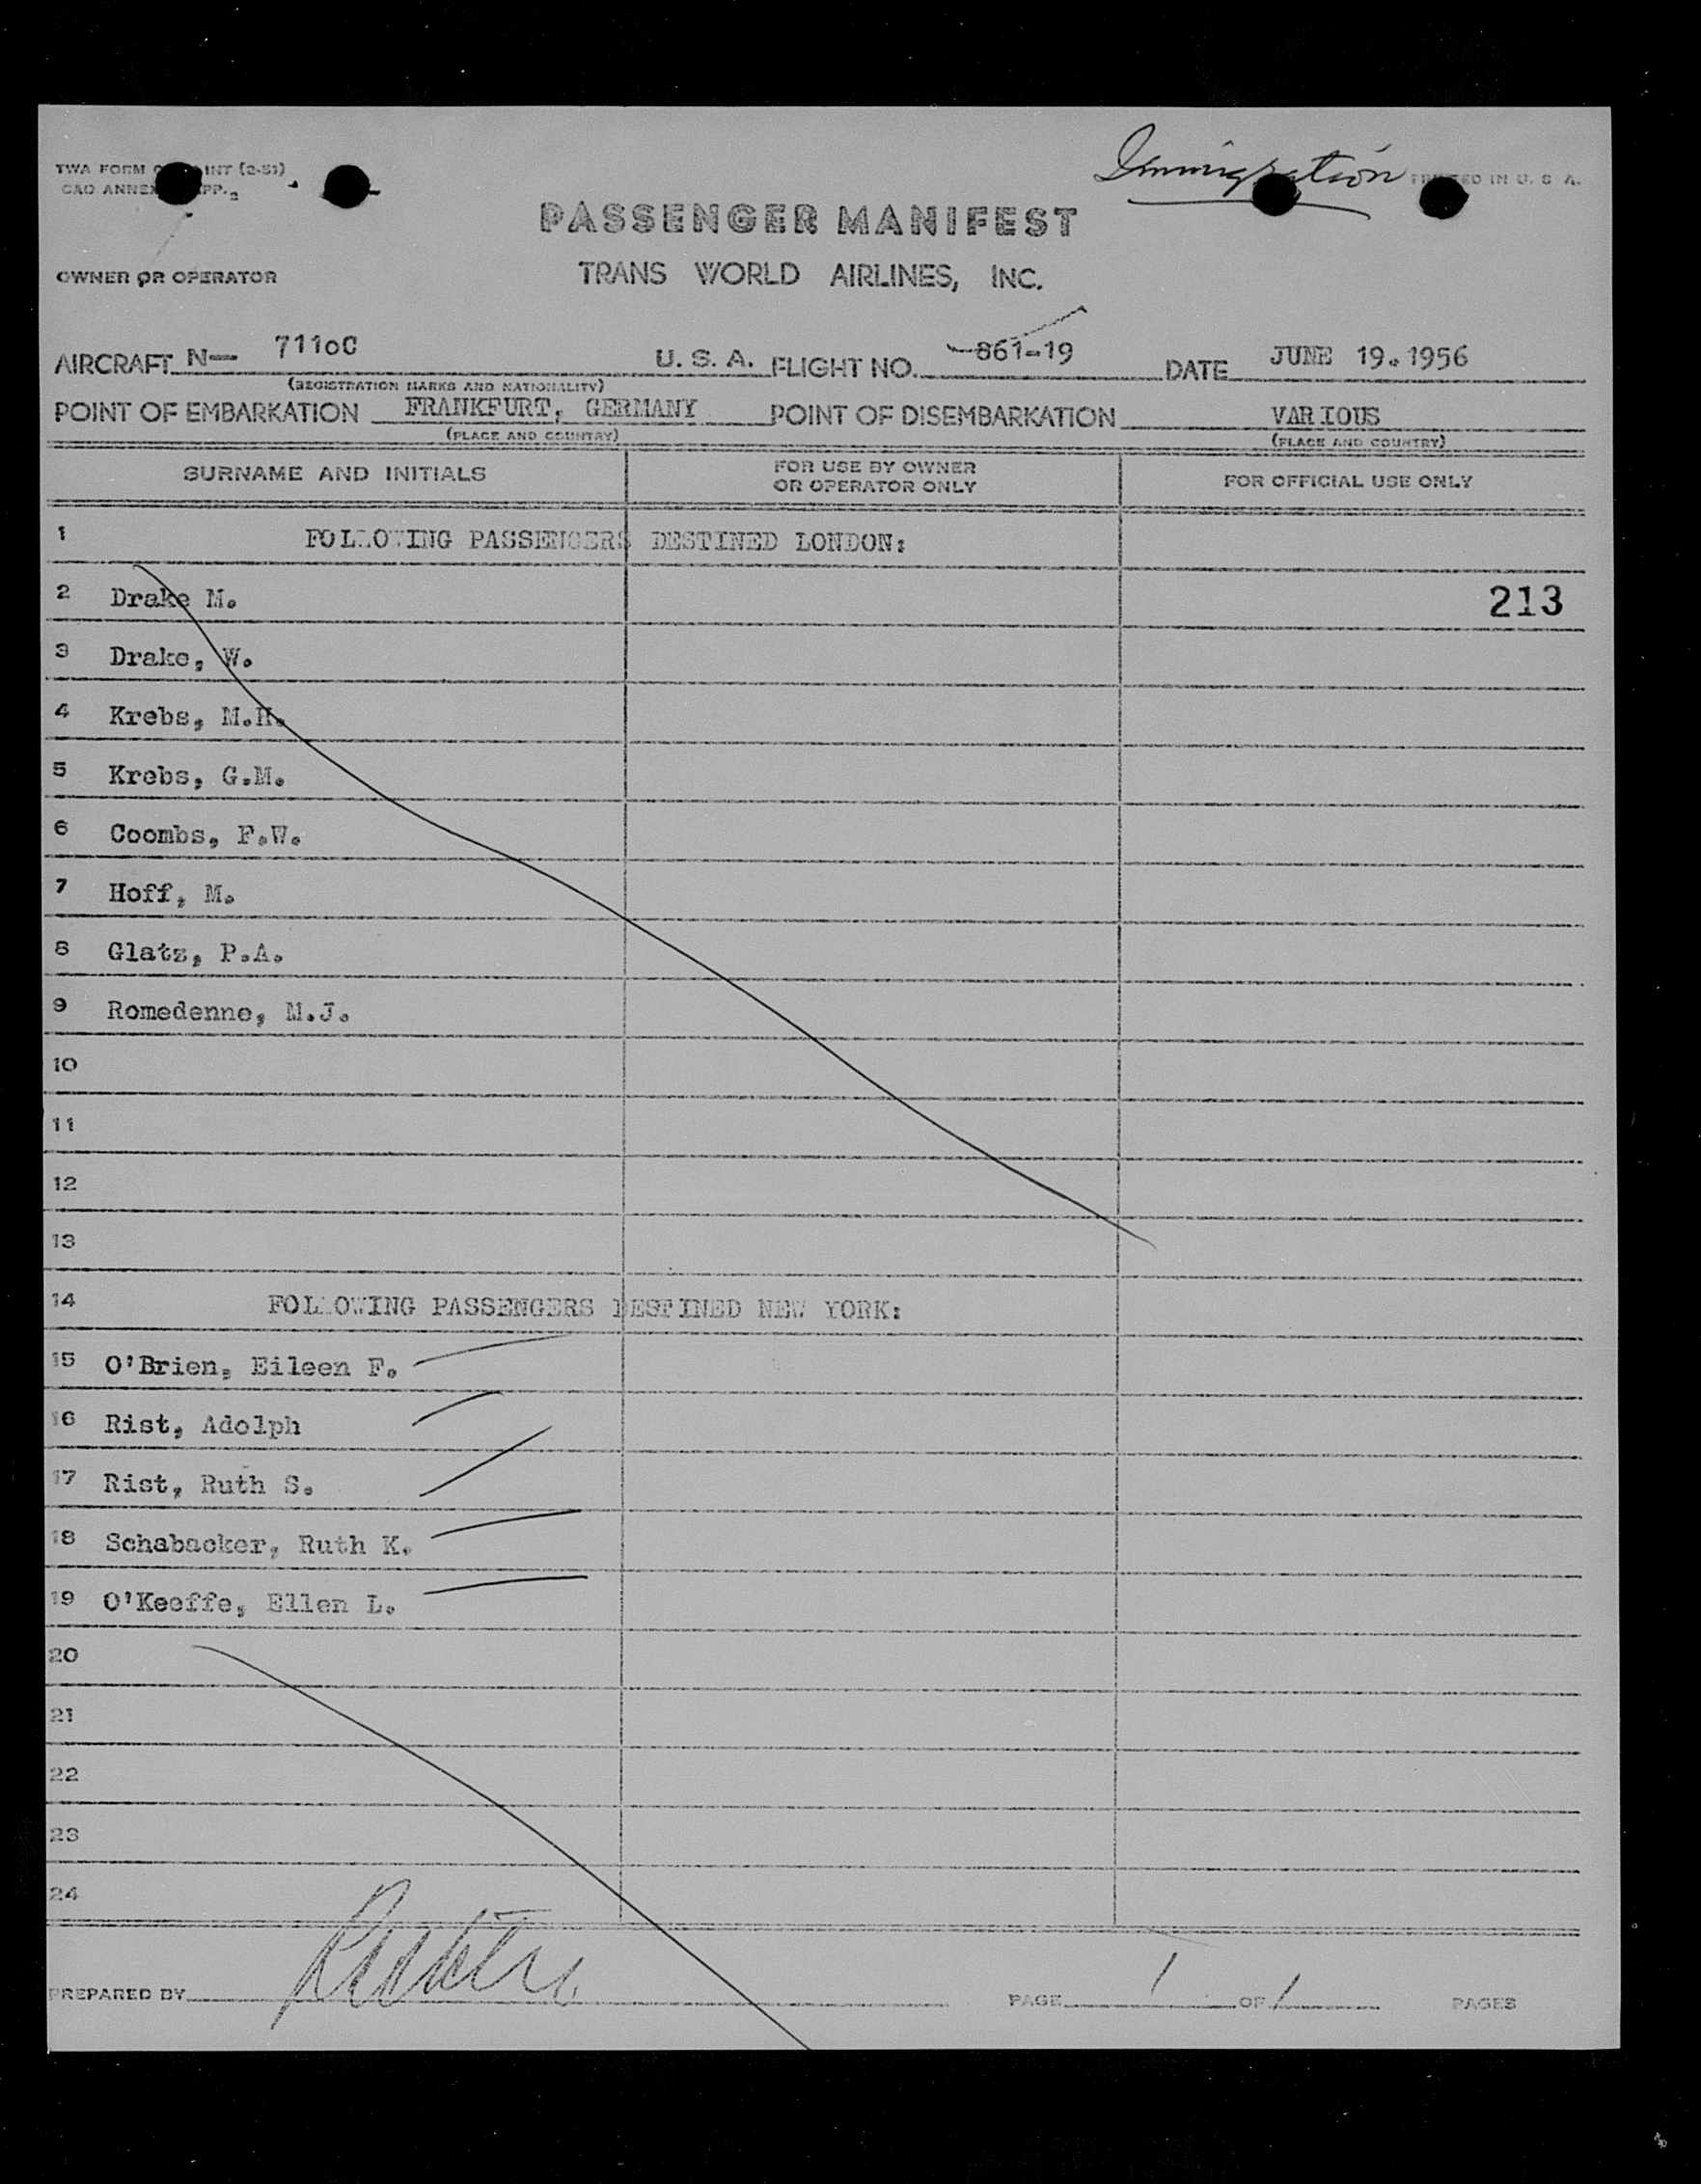 Immigration
TWA FORM INT (2-51) PRINTED IN U. S. A.
CAO ANNEX APP. 2
PASSENGER MANIFEST
OWNER OR OPERATOR TRANS WORLD AIRLINES, INC.
AIRCRAFT N— 7110C U. S. A. FLIGHT NO. 861-19 DATE JUNE 19. 1956
(REGISTRATION MARKS AND NATIONALITY)
POINT OF EMBARKATION FRANKFURT, GERMANY POINT OF DISEMBARKATION VARIOUS
(PLACE AND COUNTRY) (PLACE AND COUNTRY)
SURNAME AND INITIALS FOR USE BY OWNER OR OPERATOR ONLY FOR OFFICIAL USE ONLY
1 FOLLOWING PASSENGERS DESTINED LONDON:
2 Drake M. 213
3 Drake, W.
4 Krebs, M.H.
5 Krebs, G.M.
6 Coombs, F.W.
7 Hoff, M.
8 Glatz, P.A.
9 Romedenne, M.J.
10
11
12
13
14 FOLLOWING PASSENGERS DESTINED NEW YORK:
15 O'Brien, Eileen F.
16 Rist, Adolph
17 Rist, Ruth S.
18 Schabacker, Ruth K.
19 O'Keeffe, Ellen L.
20
21
22
23
24
PREPARED BY PAGE 1 OF 1 PAGES